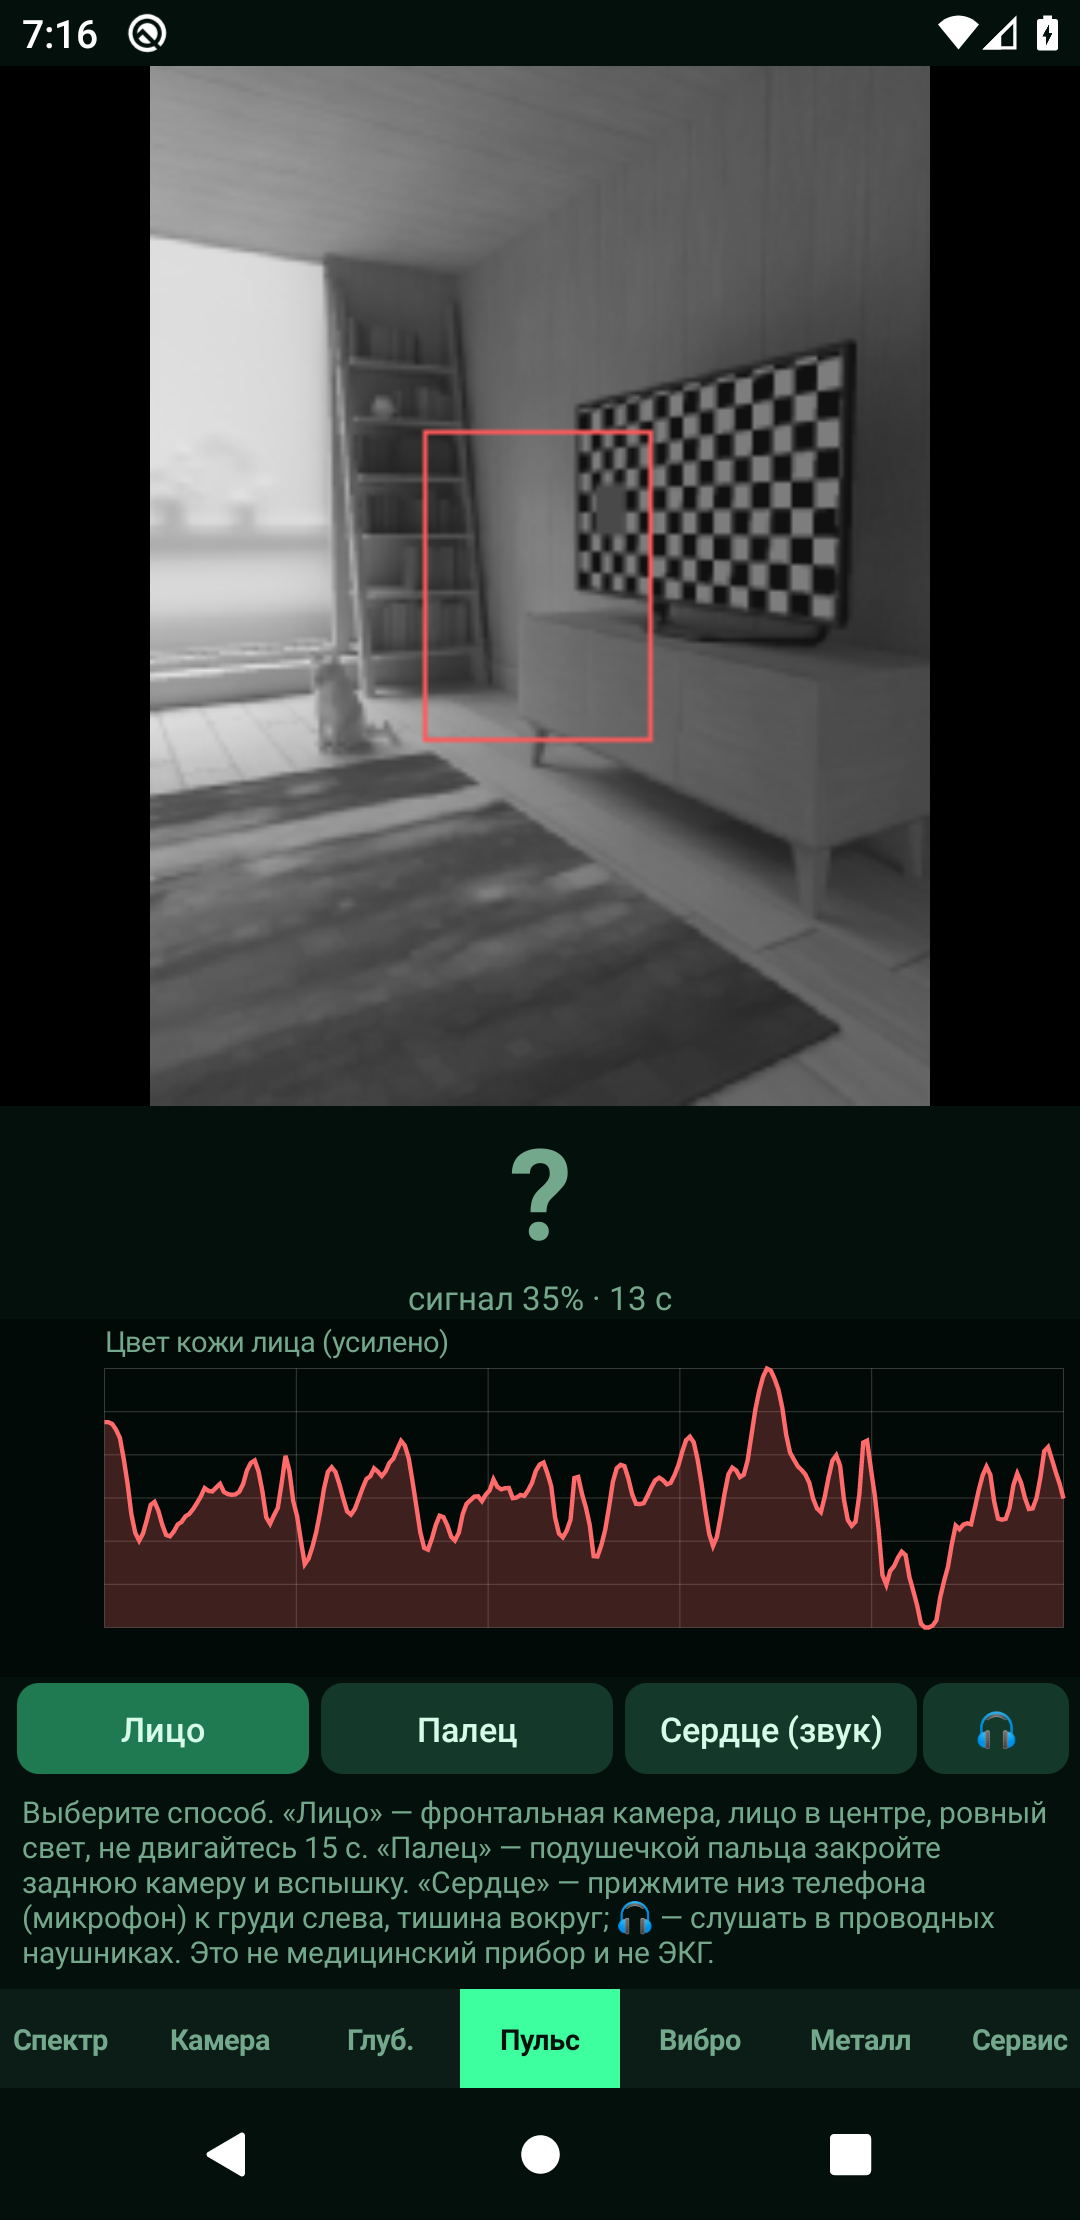 7:16
?
сигнал 35% · 13 с
Цвет кожи лица (усилено)
Лицо
Палец
Сердце (звук)
Выберите способ. «Лицо» — фронтальная камера, лицо в центре, ровный
свет, не двигайтесь 15 с. «Палец» — подушечкой пальца закройте
заднюю камеру и вспышку. «Сердце» — прижмите низ телефона
(микрофон) к груди слева, тишина вокруг; 🎧 — слушать в проводных
наушниках. Это не медицинский прибор и не ЭКГ.
Спектр
Камера
Глуб.
Пульс
Вибро
Металл
Сервис